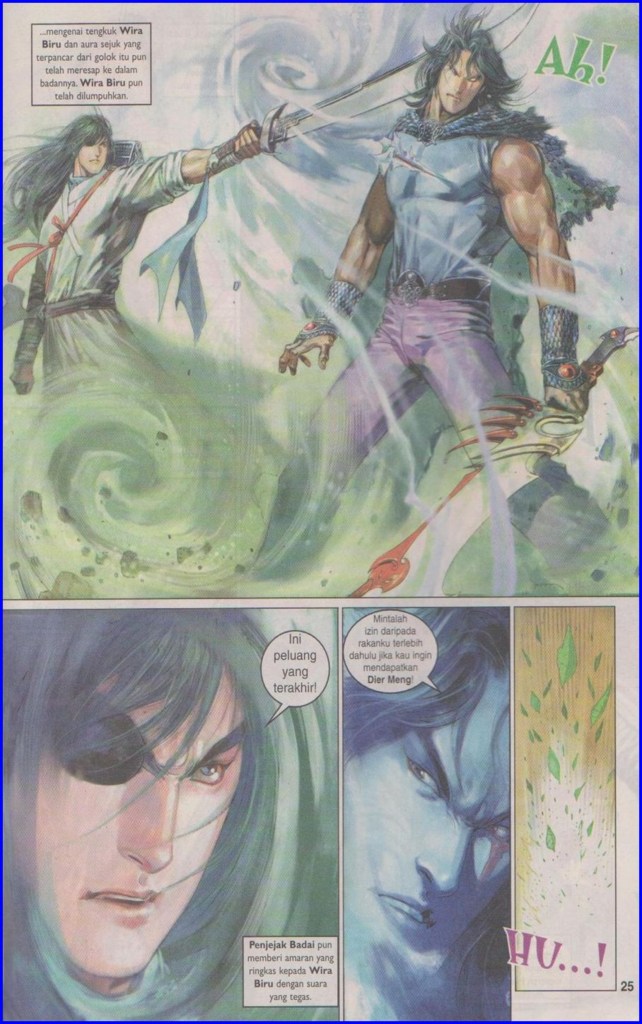 ...mengenai tengkuk Wira
Biru dan aura sejuk yang
terpancar dari golok itu pun
telah meresap ke dalam
badannya. Wira Biru pun
telah dilumpuhkan.
Ah!
Ini
peluang
yang
terakhir!
Penjejak Badai pun
memberi amaran yang
ringkas kepada Wira
Biru dengan suara
yang tegas.
Mintalah
izin daripada
rakanku terlebih
dahulu jika kau ingin
mendapatkan
Dier Meng!
HU...!
25